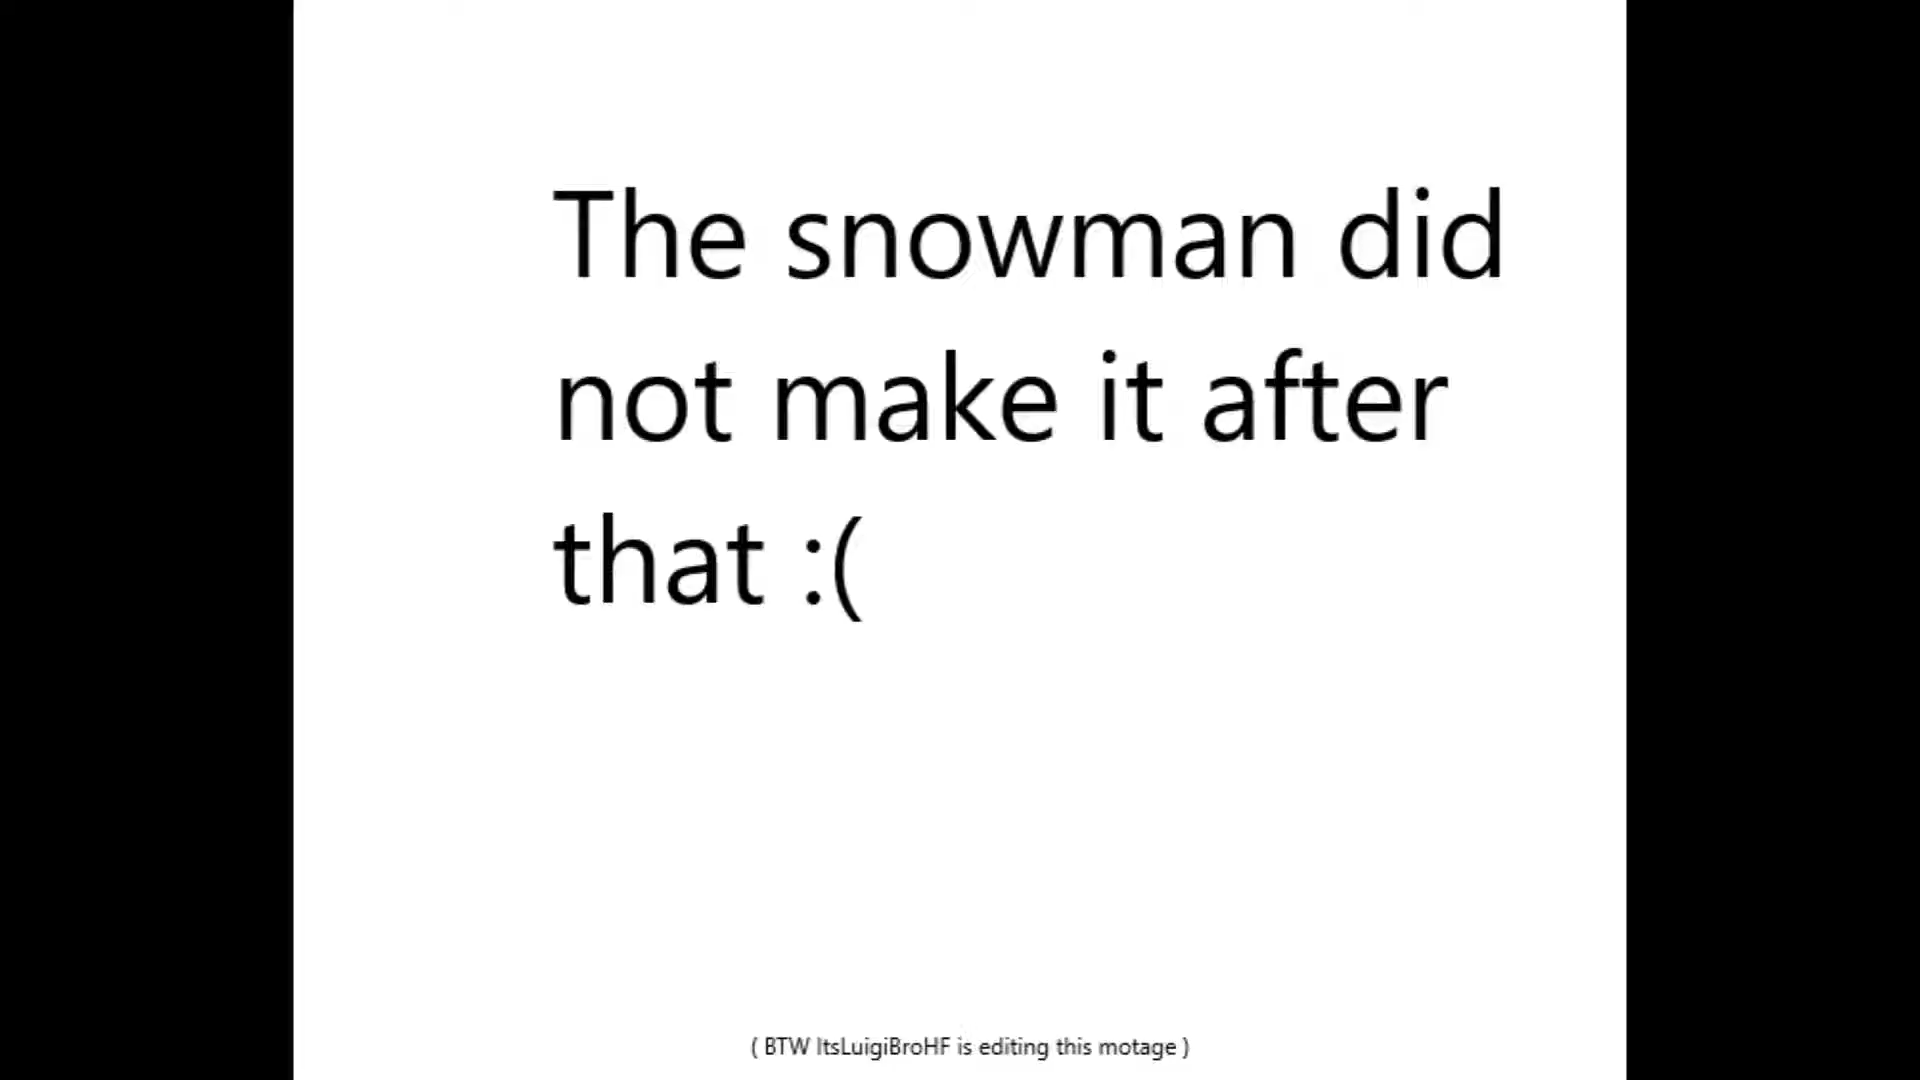 The snowman did
not make it after
that :(
( BTW ItsLuigiBroHF is editing this motage )